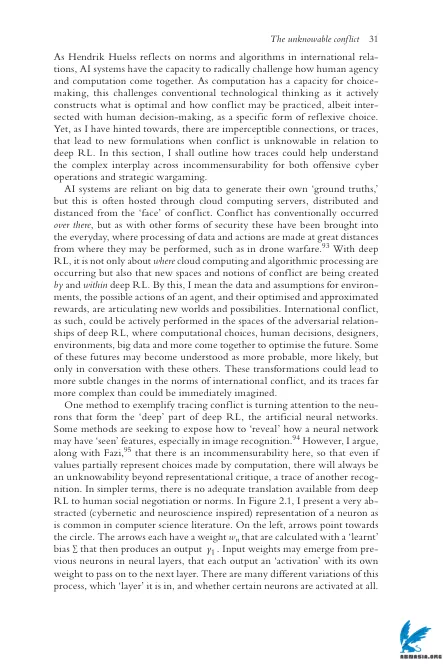 The unknowable conflict 31
As Hendrik Huelss reflects on norms and algorithms in international rela-
tions, AI systems have the capacity to radically challenge how human agency
and computation come together. As computation has a capacity for choice-
making, this challenges conventional technological thinking as it actively
constructs what is optimal and how conflict may be practiced, albeit inter-
sected with human decision-making, as a specific form of reflexive choice.
Yet, as I have hinted towards, there are imperceptible connections, or traces,
that lead to new formulations when conflict is unknowable in relation to
deep RL. In this section, I shall outline how traces could help understand
the complex interplay across incommensurability for both offensive cyber
operations and strategic wargaming.
AI systems are reliant on big data to generate their own ‘ground truths,’
but this is often hosted through cloud computing servers, distributed and
distanced from the ‘face’ of conflict. Conflict has conventionally occurred
over there, but as with other forms of security these have been brought into
the everyday, where processing of data and actions are made at great distances
from where they may be performed, such as in drone warfare.93 With deep
RL, it is not only about where cloud computing and algorithmic processing are
occurring but also that new spaces and notions of conflict are being created
by and within deep RL. By this, I mean the data and assumptions for environ-
ments, the possible actions of an agent, and their optimised and approximated
rewards, are articulating new worlds and possibilities. International conflict,
as such, could be actively performed in the spaces of the adversarial relation-
ships of deep RL, where computational choices, human decisions, designers,
environments, big data and more come together to optimise the future. Some
of these futures may become understood as more probable, more likely, but
only in conversation with these others. These transformations could lead to
more subtle changes in the norms of international conflict, and its traces far
more complex than could be immediately imagined.
One method to exemplify tracing conflict is turning attention to the neu-
rons that form the ‘deep’ part of deep RL, the artificial neural networks.
Some methods are seeking to expose how to ‘reveal’ how a neural network
may have ‘seen’ features, especially in image recognition.94 However, I argue,
along with Fazi,95 that there is an incommensurability here, so that even if
values partially represent choices made by computation, there will always be
an unknowability beyond representational critique, a trace of another recog-
nition. In simpler terms, there is no adequate translation available from deep
RL to human social negotiation or norms. In Figure 2.1, I present a very ab-
stracted (cybernetic and neuroscience inspired) representation of a neuron as
is common in computer science literature. On the left, arrows point towards
the circle. The arrows each have a weight wn that are calculated with a ‘learnt’
bias Σ that then produces an output γ1 . Input weights may emerge from pre-
vious neurons in neural layers, that each output an ‘activation’ with its own
weight to pass on to the next layer. There are many different variations of this
process, which ‘layer’ it is in, and whether certain neurons are activated at all.